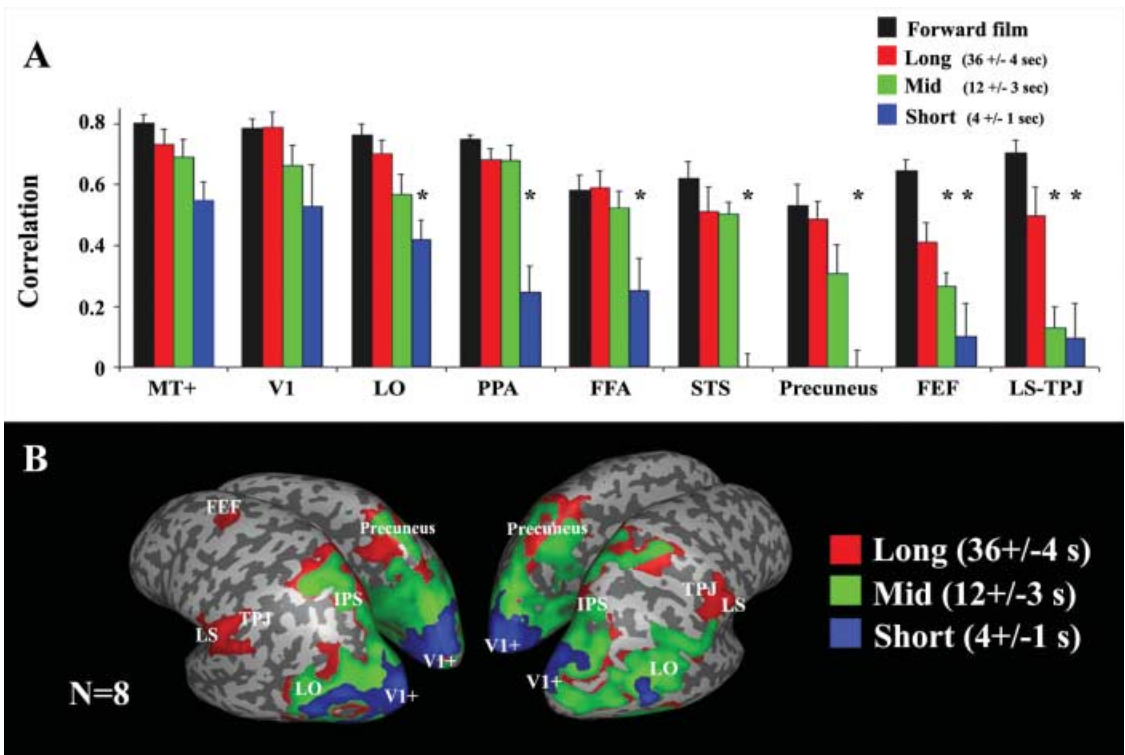 A
Forward film
Long (36 +/- 4 sec)
Mid (12 +/- 3 sec)
Short (4 +/- 1 sec)
Correlation
0.8
0.6
0.4
0.2
0
* * * * * * * * *
MT+ V1 LO PPA FFA STS Precuneus FEF LS-TPJ
B
FEF
Precuneus
Precuneus
IPS
TPJ
LS
V1+
LO
V1+
N=8
IPS
TPJ
LS
V1+
V1+
LO
Long (36+/-4 s)
Mid (12+/-3 s)
Short (4+/-1 s)